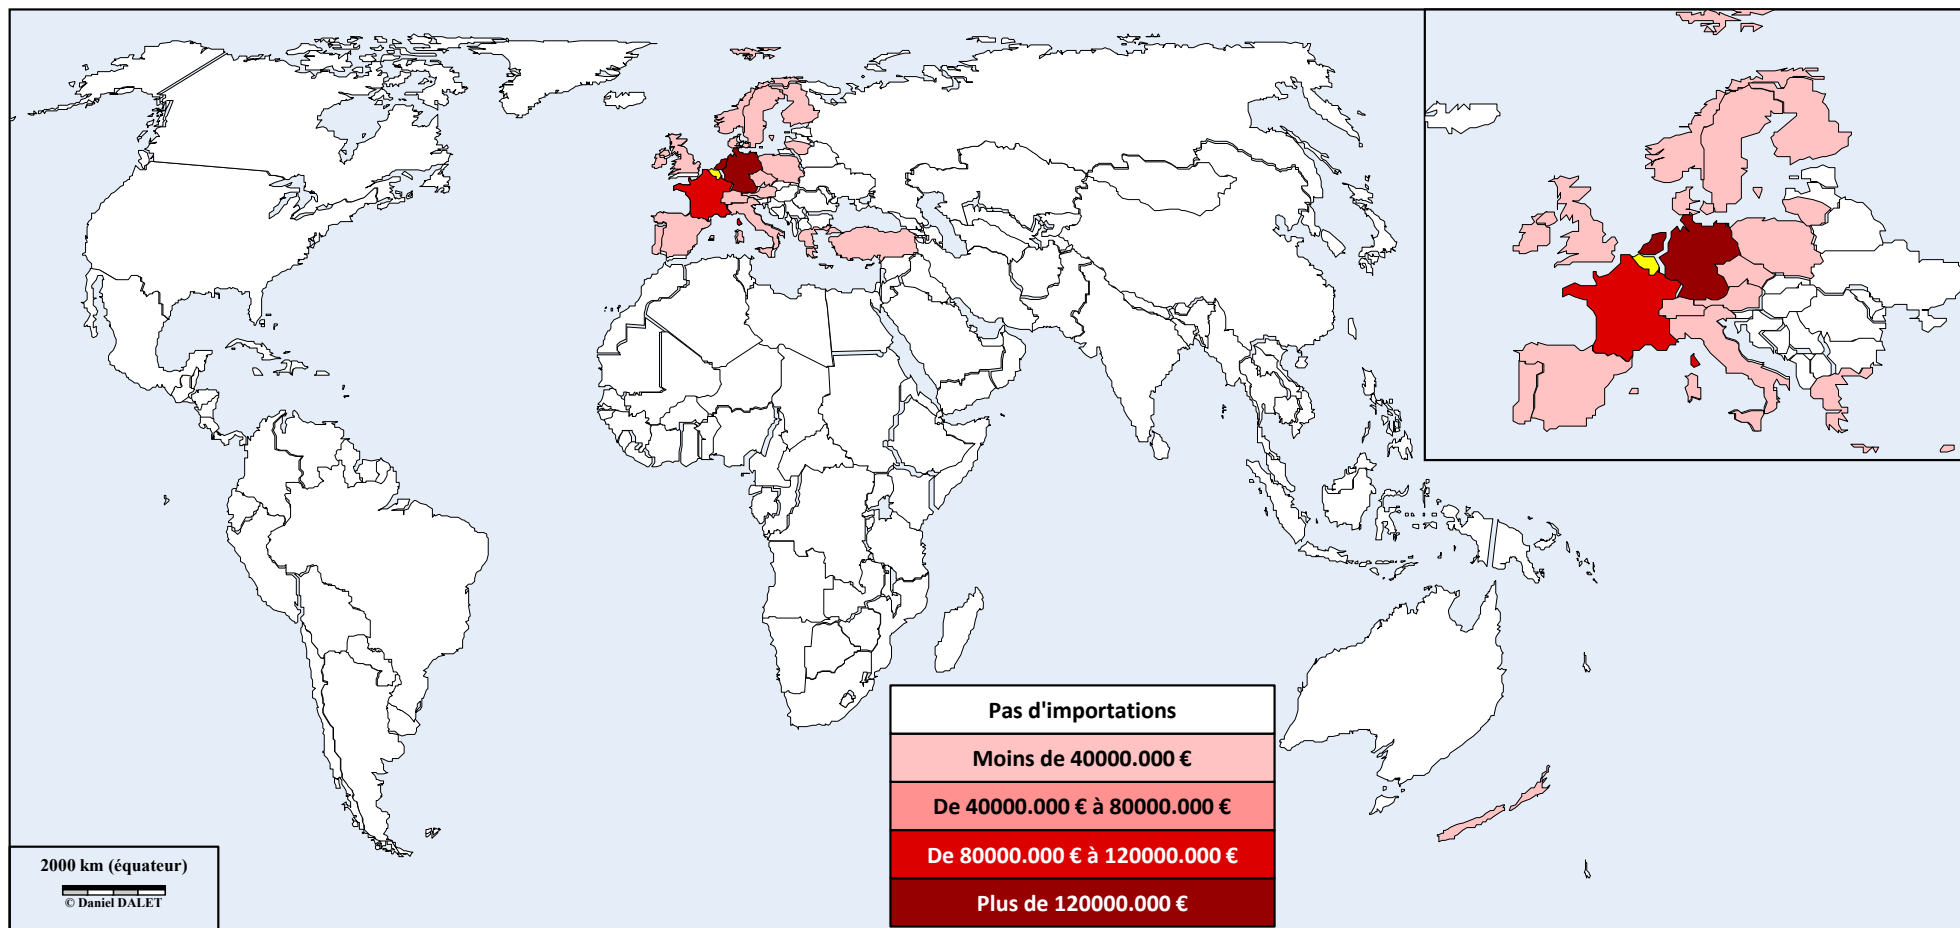 Pas d'importations
Moins de 40000.000 €
De 40000.000 € à 80000.000 €
De 80000.000 € à 120000.000 €
Plus de 120000.000 €
2000 km (équateur)
© Daniel DALET